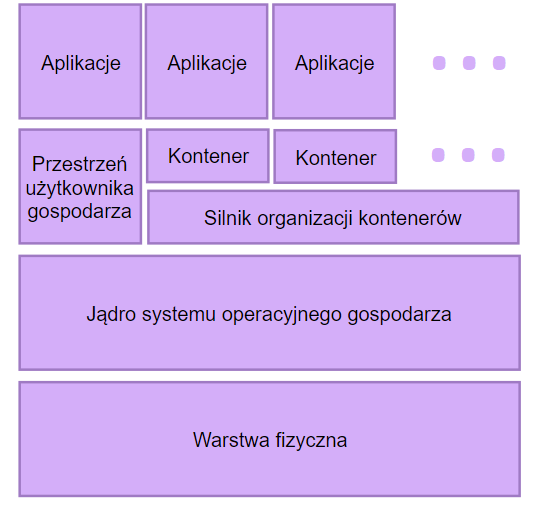 Aplikacje
Aplikacje
Aplikacje
Przestrzeń
użytkownika
gospodarza
Kontener
Kontener
Silnik organizacji kontenerów
Jądro systemu operacyjnego gospodarza
Warstwa fizyczna